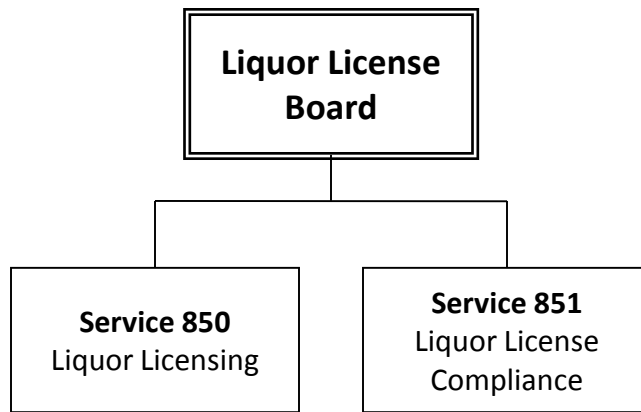 Liquor License
Board
Service 850
Liquor Licensing
Service 851
Liquor License
Compliance